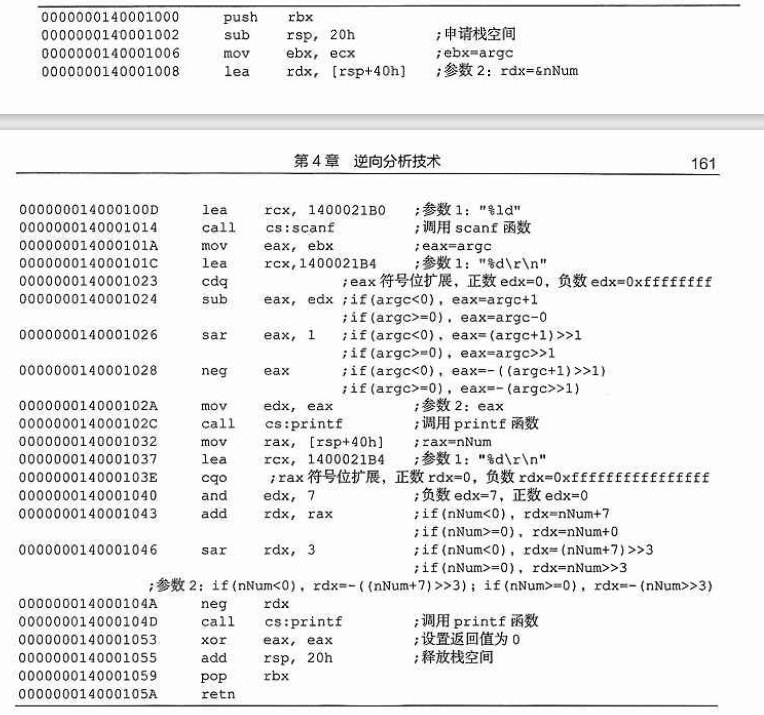 0000000140001000 push rbx
0000000140001002 sub rsp, 20h ;申请栈空间
0000000140001006 mov ebx, ecx ;ebx=argc
0000000140001008 lea rdx, [rsp+40h] ;参数 2: rdx=&nNum
第 4 章 逆向分析技术 161
000000014000100D lea rcx, 1400021B0 ;参数 1: "%ld"
0000000140001014 call cs:scanf ;调用 scanf 函数
000000014000101A mov eax, ebx ;eax=argc
000000014000101C lea rcx,1400021B4 ;参数 1: "%d\r\n"
0000000140001023 cdq ;eax 符号位扩展，正数 edx=0，负数 edx=0xffffffff
0000000140001024 sub eax, edx ;if(argc<0)，eax=argc+1
;if(argc>=0)，eax=argc-0
0000000140001026 sar eax, 1 ;if(argc<0)，eax=(argc+1)>>1
;if(argc>=0)，eax=argc>>1
0000000140001028 neg eax ;if(argc<0)，eax=-((argc+1)>>1)
;if(argc>=0)，eax=-(argc>>1)
000000014000102A mov edx, eax ;参数 2: eax
000000014000102C call cs:printf ;调用 printf 函数
0000000140001032 mov rax, [rsp+40h] ;rax=nNum
0000000140001037 lea rcx, 1400021B4 ;参数 1: "%d\r\n"
000000014000103E cqo ;rax 符号位扩展，正数 rdx=0，负数 rdx=0xffffffffffffffff
0000000140001040 and edx, 7 ;负数 edx=7，正数 edx=0
0000000140001043 add rdx, rax ;if(nNum<0)，rdx=nNum+7
;if(nNum>=0)，rdx=nNum+0
0000000140001046 sar rdx, 3 ;if(nNum<0)，rdx=(nNum+7)>>3
;if(nNum>=0)，rdx=nNum>>3
;参数 2: if(nNum<0)，rdx=-((nNum+7)>>3)；if(nNum>=0)，rdx=-(nNum>>3)
000000014000104A neg rdx
000000014000104D call cs:printf ;调用 printf 函数
0000000140001053 xor eax, eax ;设置返回值为 0
0000000140001055 add rsp, 20h ;释放栈空间
0000000140001059 pop rbx
000000014000105A retn